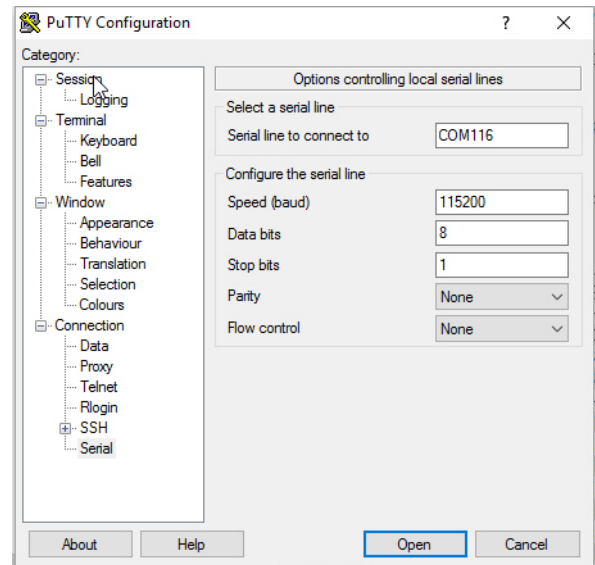 PuTTY Configuration ? ×
Category:
Session
Logging
Terminal
Keyboard
Bell
Features
Window
Appearance
Behaviour
Translation
Selection
Colours
Connection
Data
Proxy
Telnet
Rlogin
SSH
Serial
Options controlling local serial lines
Select a serial line
Serial line to connect to COM116
Configure the serial line
Speed (baud) 115200
Data bits 8
Stop bits 1
Parity None
Flow control None
About Help Open Cancel